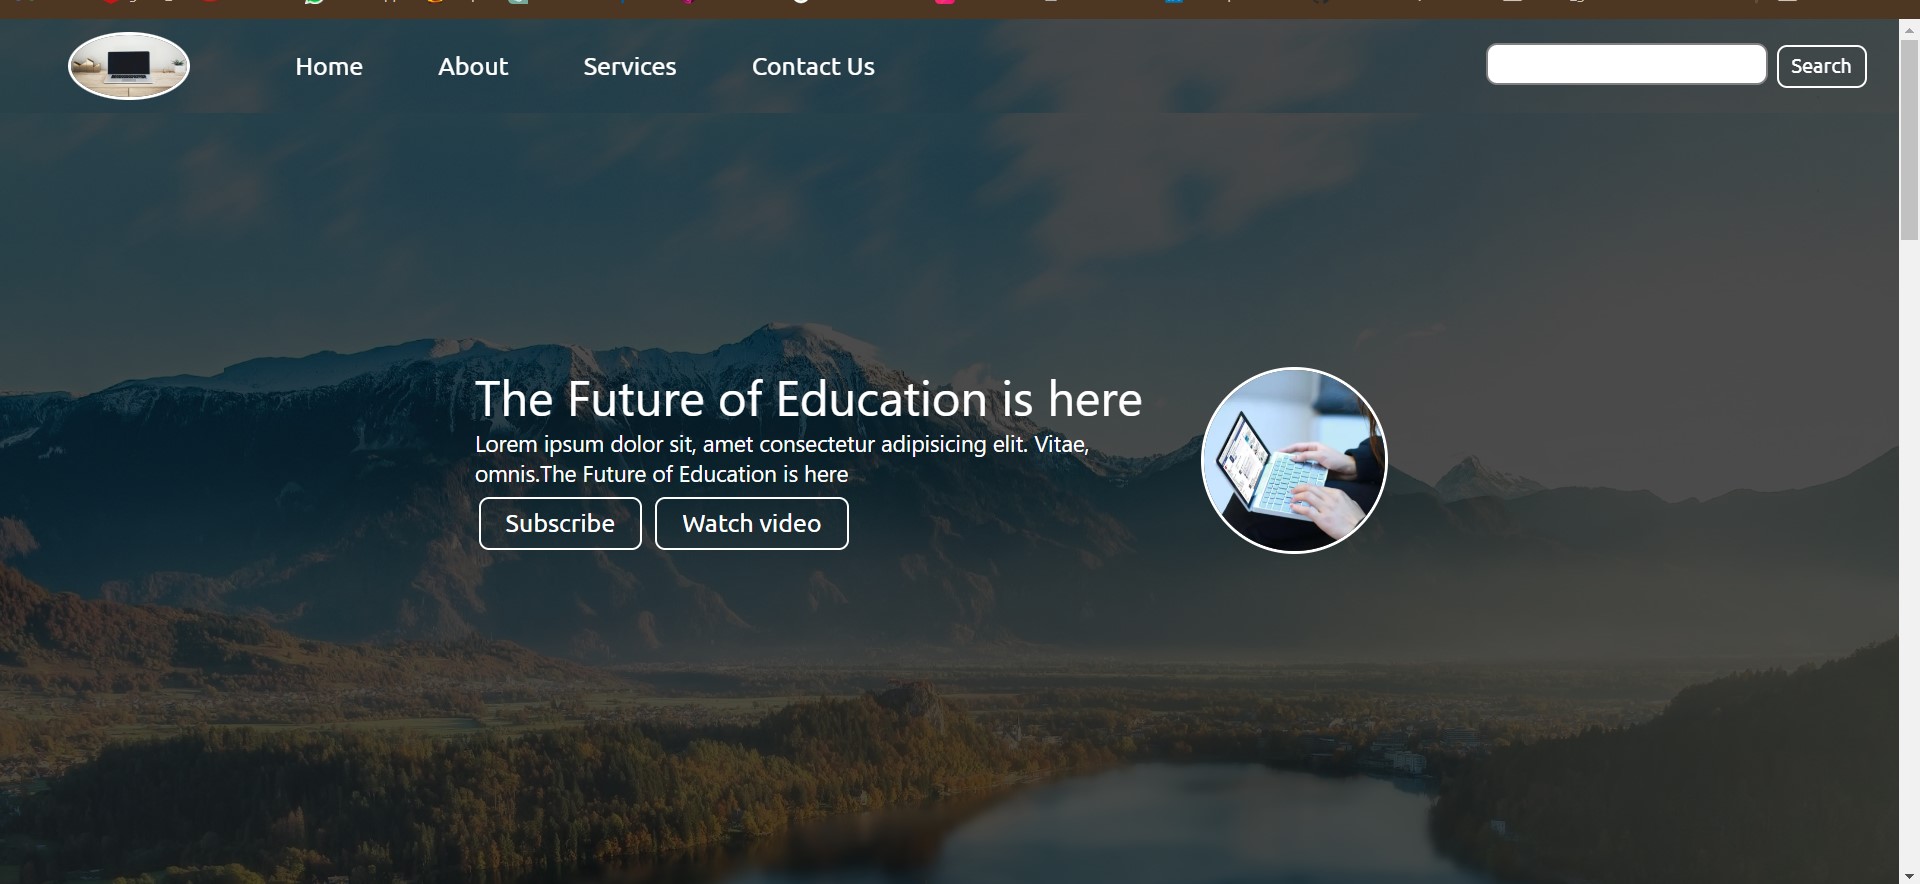 Home
About
Services
Contact Us
Search
The Future of Education is here
Lorem ipsum dolor sit, amet consectetur adipisicing elit. Vitae,
omnis.The Future of Education is here
Subscribe
Watch video